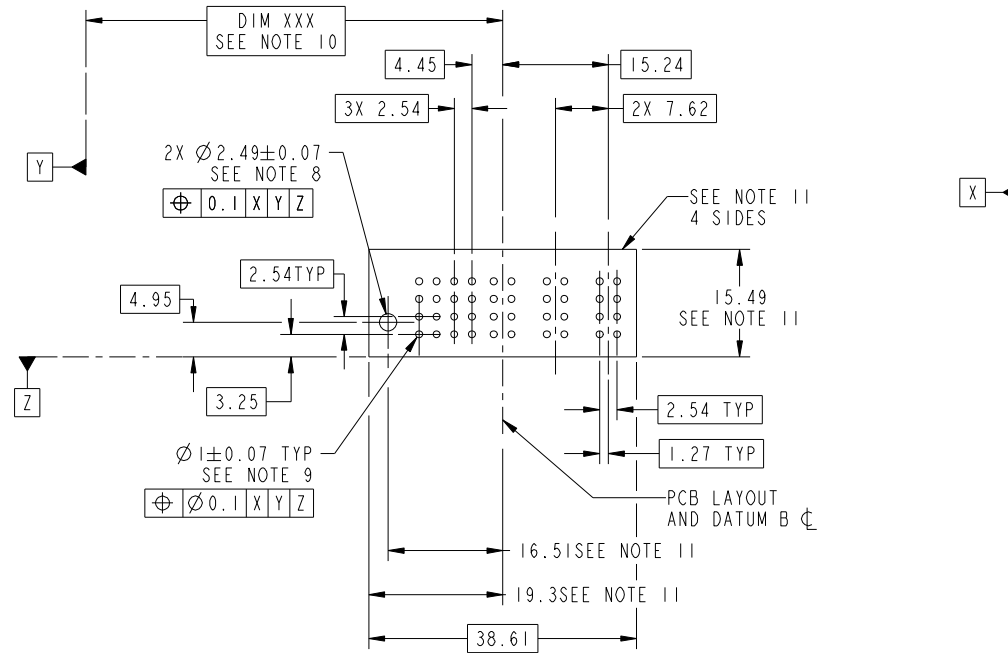 DIM XXX
SEE NOTE 10
4.45
15.24
3X 2.54
2X 7.62
Y
2X ⌀2.49±0.07
SEE NOTE 8
⌖ 0.1 X Y Z
X
SEE NOTE 11
4 SIDES
2.54TYP
4.95
15.49
SEE NOTE 11
Z
3.25
2.54 TYP
⌀1±0.07 TYP
SEE NOTE 9
1.27 TYP
⌖ ⌀0.1 X Y Z
PCB LAYOUT
AND DATUM B ℄
16.51SEE NOTE 11
19.3SEE NOTE 11
38.61